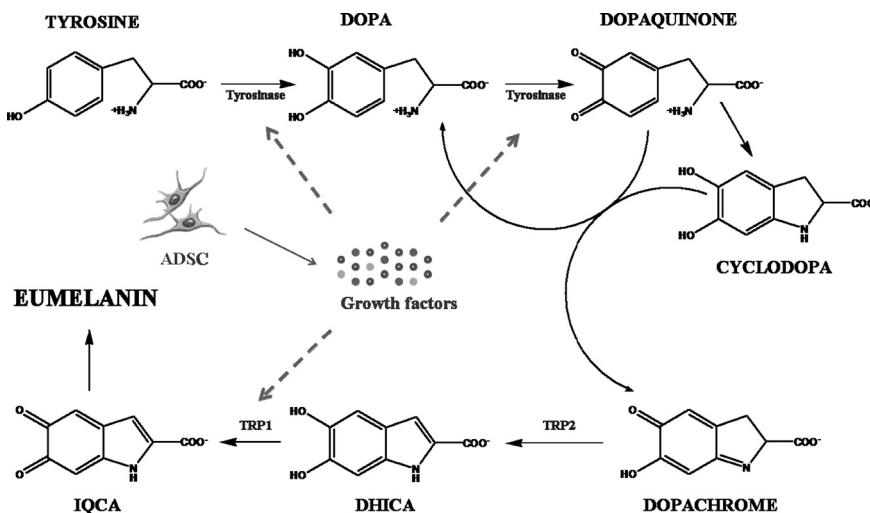 TYROSINE
DOPA
DOPAQUINONE
HO
COO⁻
⁺H₃N
Tyrosinase
HO
HO
COO⁻
⁺H₃N
Tyrosinase
O
O
COO⁻
⁺H₃N
HO
HO
N
H
COO
CYCLODOPA
ADSC
Growth factors
EUMELANIN
O
O
N
H
COO⁻
IQCA
TRP1
HO
HO
N
H
COO⁻
DHICA
TRP2
O
HO
N
COO⁻
DOPACHROME